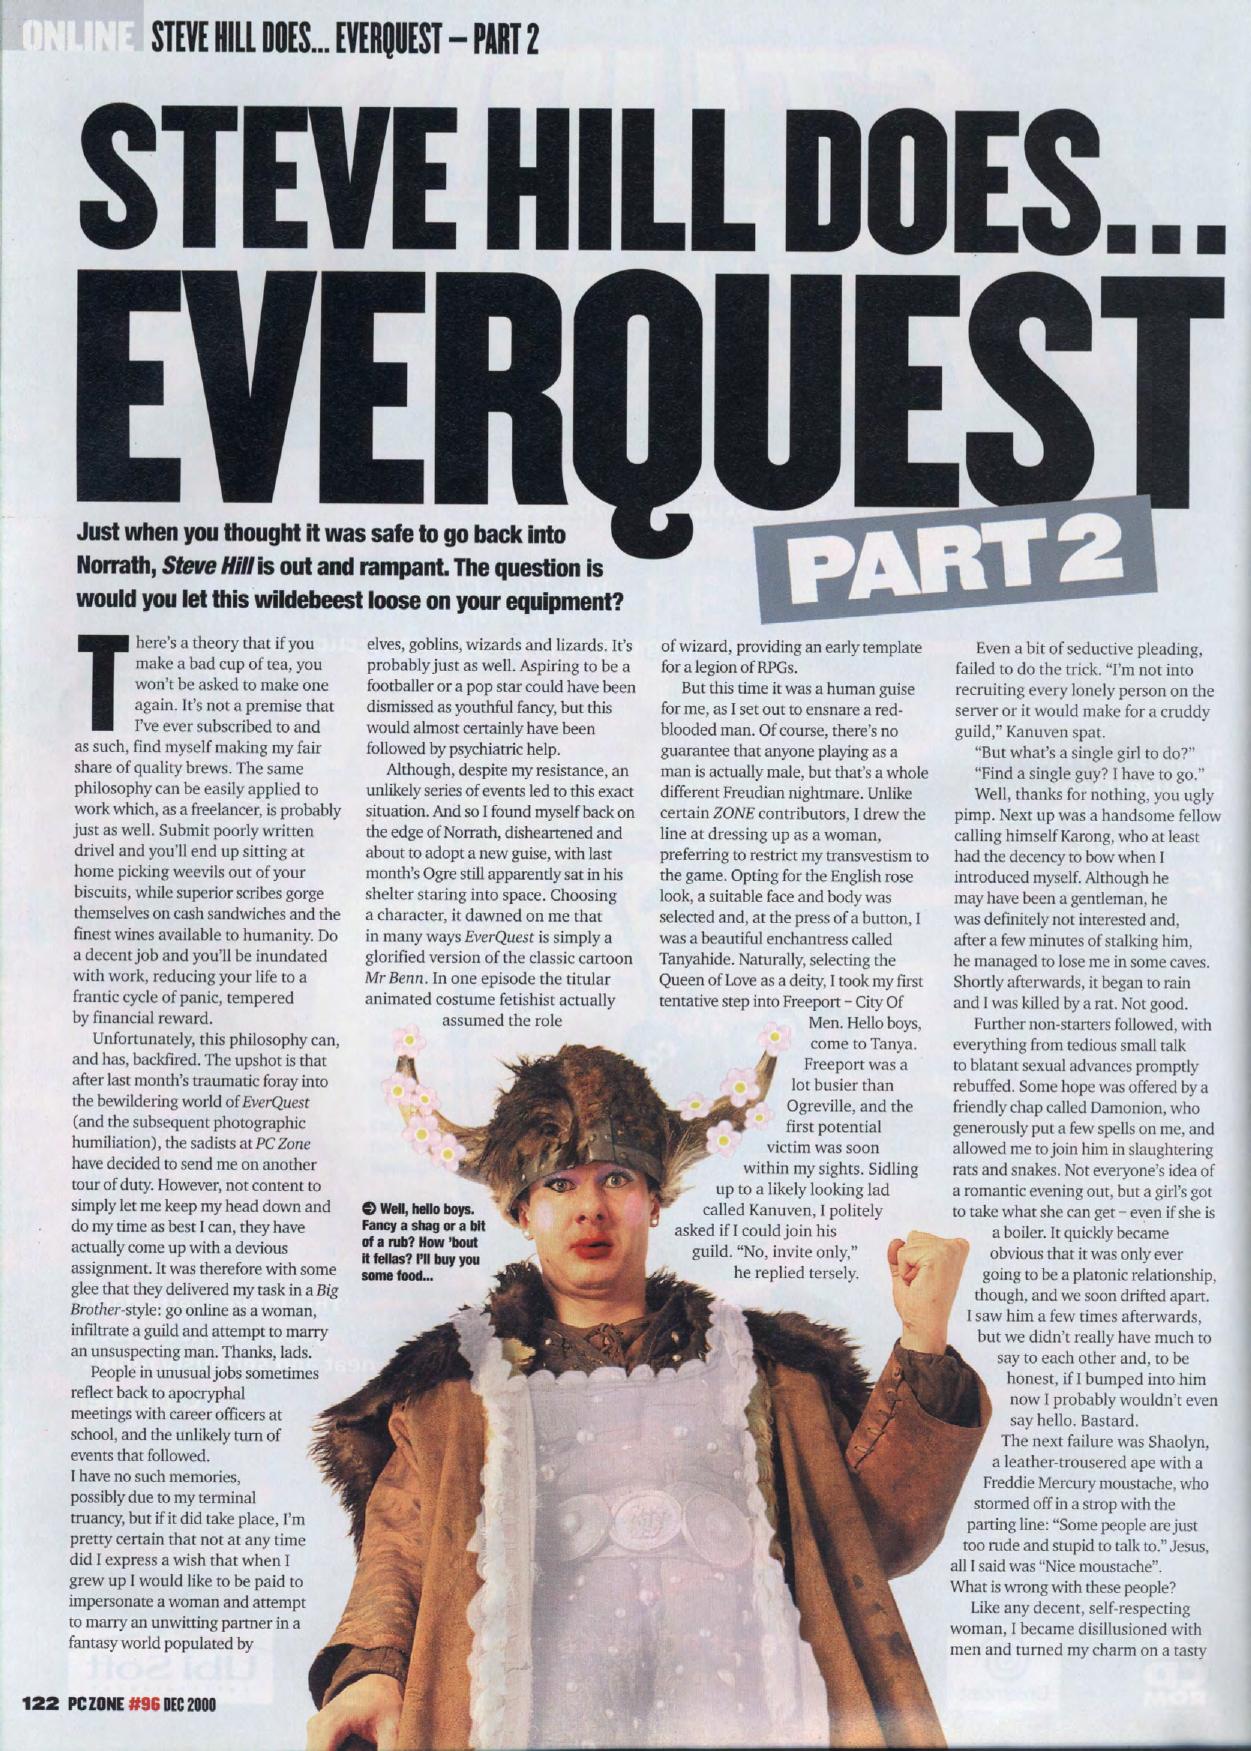 ONLINE STEVE HILL DOES... EVERQUEST – PART 2
STEVE HILL DOES...
EVERQUEST
PART 2
Just when you thought it was safe to go back into
Norrath, Steve Hill is out and rampant. The question is
would you let this wildebeest loose on your equipment?
There's a theory that if you
make a bad cup of tea, you
won't be asked to make one
again. It's not a premise that
I've ever subscribed to and
as such, find myself making my fair
share of quality brews. The same
philosophy can be easily applied to
work which, as a freelancer, is probably
just as well. Submit poorly written
drivel and you'll end up sitting at
home picking weevils out of your
biscuits, while superior scribes gorge
themselves on cash sandwiches and the
finest wines available to humanity. Do
a decent job and you'll be inundated
with work, reducing your life to a
frantic cycle of panic, tempered
by financial reward.
Unfortunately, this philosophy can,
and has, backfired. The upshot is that
after last month's traumatic foray into
the bewildering world of EverQuest
(and the subsequent photographic
humiliation), the sadists at PC Zone
have decided to send me on another
tour of duty. However, not content to
simply let me keep my head down and
do my time as best I can, they have
actually come up with a devious
assignment. It was therefore with some
glee that they delivered my task in a Big
Brother-style: go online as a woman,
infiltrate a guild and attempt to marry
an unsuspecting man. Thanks, lads.
People in unusual jobs sometimes
reflect back to apocryphal
meetings with career officers at
school, and the unlikely turn of
events that followed.
I have no such memories,
possibly due to my terminal
truancy, but if it did take place, I'm
pretty certain that not at any time
did I express a wish that when I
grew up I would like to be paid to
impersonate a woman and attempt
to marry an unwitting partner in a
fantasy world populated by
elves, goblins, wizards and lizards. It's
probably just as well. Aspiring to be a
footballer or a pop star could have been
dismissed as youthful fancy, but this
would almost certainly have been
followed by psychiatric help.
Although, despite my resistance, an
unlikely series of events led to this exact
situation. And so I found myself back on
the edge of Norrath, disheartened and
about to adopt a new guise, with last
month's Ogre still apparently sat in his
shelter staring into space. Choosing
a character, it dawned on me that
in many ways EverQuest is simply a
glorified version of the classic cartoon
Mr Benn. In one episode the titular
animated costume fetishist actually
assumed the role
Well, hello boys.
Fancy a shag or a bit
of a rub? How 'bout
it fellas? I'll buy you
some food...
of wizard, providing an early template
for a legion of RPGs.
But this time it was a human guise
for me, as I set out to ensnare a red-
blooded man. Of course, there's no
guarantee that anyone playing as a
man is actually male, but that's a whole
different Freudian nightmare. Unlike
certain ZONE contributors, I drew the
line at dressing up as a woman,
preferring to restrict my transvestism to
the game. Opting for the English rose
look, a suitable face and body was
selected and, at the press of a button, I
was a beautiful enchantress called
Tanyahide. Naturally, selecting the
Queen of Love as a deity, I took my first
tentative step into Freeport – City Of
Men. Hello boys,
come to Tanya.
Freeport was a
lot busier than
Ogreville, and the
first potential
victim was soon
within my sights. Sidling
up to a likely looking lad
called Kanuven, I politely
asked if I could join his
guild. "No, invite only,"
he replied tersely.
Even a bit of seductive pleading,
failed to do the trick. "I'm not into
recruiting every lonely person on the
server or it would make for a cruddy
guild," Kanuven spat.
"But what's a single girl to do?"
"Find a single guy? I have to go."
Well, thanks for nothing, you ugly
pimp. Next up was a handsome fellow
calling himself Karong, who at least
had the decency to bow when I
introduced myself. Although he
may have been a gentleman, he
was definitely not interested and,
after a few minutes of stalking him,
he managed to lose me in some caves.
Shortly afterwards, it began to rain
and I was killed by a rat. Not good.
Further non-starters followed, with
everything from tedious small talk
to blatant sexual advances promptly
rebuffed. Some hope was offered by a
friendly chap called Damonion, who
generously put a few spells on me, and
allowed me to join him in slaughtering
rats and snakes. Not everyone's idea of
a romantic evening out, but a girl's got
to take what she can get – even if she is
a boiler. It quickly became
obvious that it was only ever
going to be a platonic relationship,
though, and we soon drifted apart.
I saw him a few times afterwards,
but we didn't really have much to
say to each other and, to be
honest, if I bumped into him
now I probably wouldn't even
say hello. Bastard.
The next failure was Shaolyn,
a leather-trousered ape with a
Freddie Mercury moustache, who
stormed off in a strop with the
parting line: "Some people are just
too rude and stupid to talk to." Jesus,
all I said was "Nice moustache".
What is wrong with these people?
Like any decent, self-respecting
woman, I became disillusioned with
men and turned my charm on a tasty
122 PCZONE #96 DEC 2000